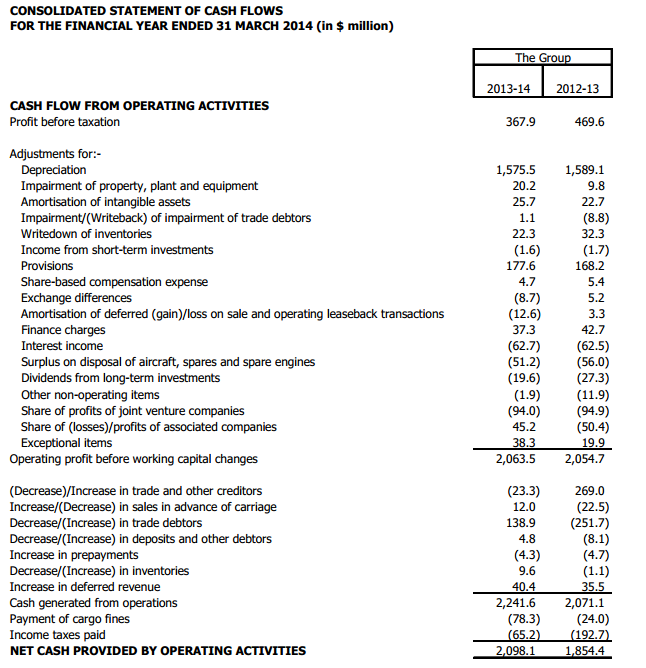 CONSOLIDATED STATEMENT OF CASH FLOWS
FOR THE FINANCIAL YEAR ENDED 31 MARCH 2014 (in $ million)
The Group
2013-14 2012-13
CASH FLOW FROM OPERATING ACTIVITIES
Profit before taxation 367.9 469.6
Adjustments for:-
Depreciation 1,575.5 1,589.1
Impairment of property, plant and equipment 20.2 9.8
Amortisation of intangible assets 25.7 22.7
Impairment/(Writeback) of impairment of trade debtors 1.1 (8.8)
Writedown of inventories 22.3 32.3
Income from short-term investments (1.6) (1.7)
Provisions 177.6 168.2
Share-based compensation expense 4.7 5.4
Exchange differences (8.7) 5.2
Amortisation of deferred (gain)/loss on sale and operating leaseback transactions (12.6) 3.3
Finance charges 37.3 42.7
Interest income (62.7) (62.5)
Surplus on disposal of aircraft, spares and spare engines (51.2) (56.0)
Dividends from long-term investments (19.6) (27.3)
Other non-operating items (1.9) (11.9)
Share of profits of joint venture companies (94.0) (94.9)
Share of (losses)/profits of associated companies 45.2 (50.4)
Exceptional items 38.3 19.9
Operating profit before working capital changes 2,063.5 2,054.7
(Decrease)/Increase in trade and other creditors (23.3) 269.0
Increase/(Decrease) in sales in advance of carriage 12.0 (22.5)
Decrease/(Increase) in trade debtors 138.9 (251.7)
Decrease/(Increase) in deposits and other debtors 4.8 (8.1)
Increase in prepayments (4.3) (4.7)
Decrease/(Increase) in inventories 9.6 (1.1)
Increase in deferred revenue 40.4 35.5
Cash generated from operations 2,241.6 2,071.1
Payment of cargo fines (78.3) (24.0)
Income taxes paid (65.2) (192.7)
NET CASH PROVIDED BY OPERATING ACTIVITIES 2,098.1 1,854.4